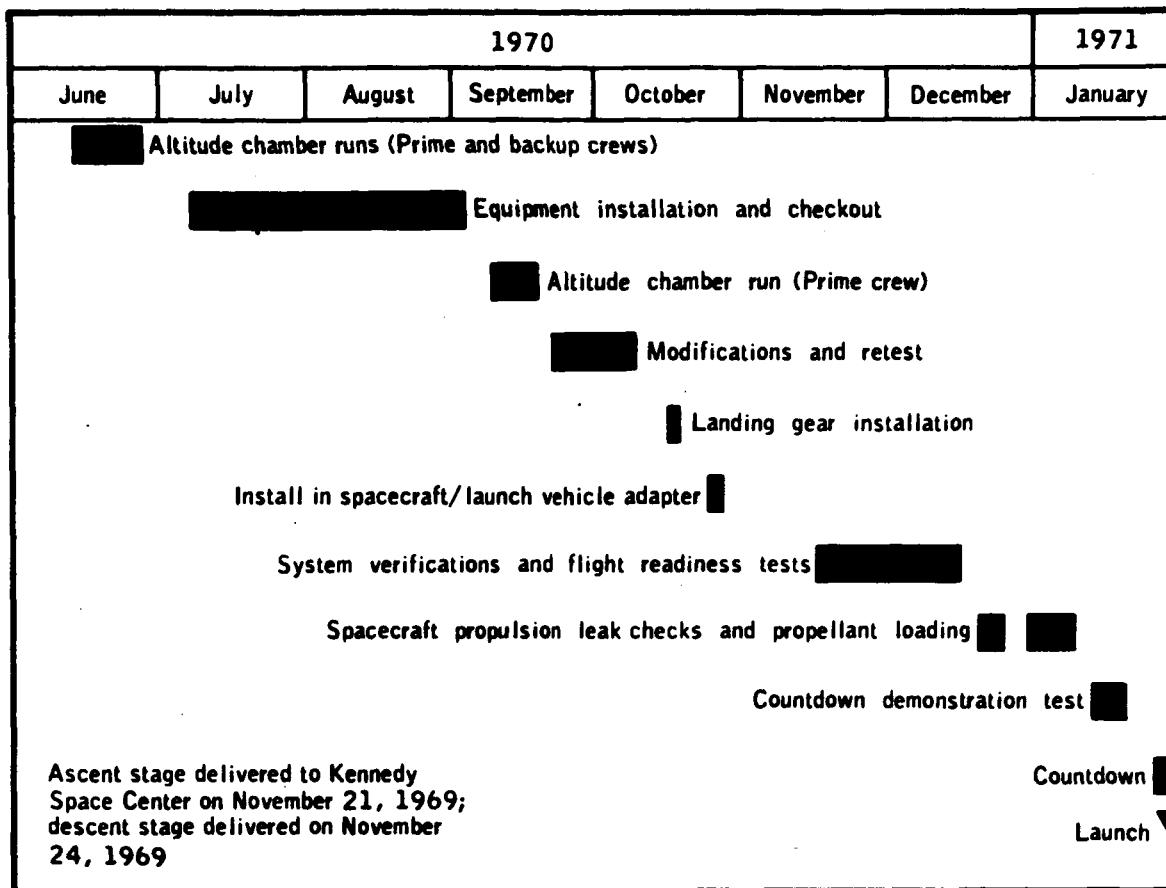 1970 1971
June July August September October November December January
Altitude chamber runs (Prime and backup crews)
Equipment installation and checkout
Altitude chamber run (Prime crew)
Modifications and retest
Landing gear installation
Install in spacecraft/launch vehicle adapter
System verifications and flight readiness tests
Spacecraft propulsion leak checks and propellant loading
Countdown demonstration test
Ascent stage delivered to Kennedy
Space Center on November 21, 1969;
descent stage delivered on November
24, 1969
Countdown
Launch